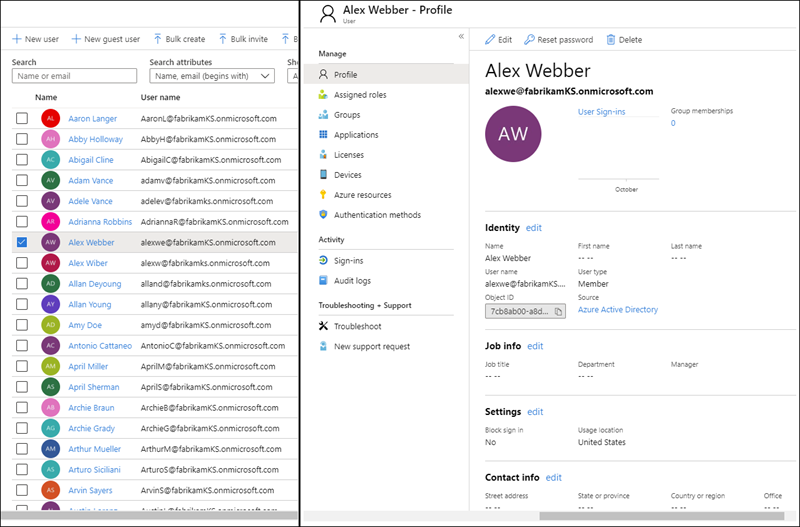 New user
New guest user
Bulk create
Bulk invite
B
Search
Search attributes
Sho
Name or email
Name, email (begins with)
A
Name
User name
AL
Aaron Langer
AaronL@fabrikamKS.onmicrosoft.com
AH
Abby Holloway
AbbyH@fabrikamKS.onmicrosoft.com
AC
Abigail Cline
AbigailC@fabrikamKS.onmicrosoft.com
AV
Adam Vance
adamv@fabrikamKS.onmicrosoft.com
AV
Adele Vance
adelev@fabrikamks.onmicrosoft.com
AR
Adrianna Robbins
AdriannaR@fabrikamKS.onmicrosoft.com
AW
Alex Webber
alexwe@fabrikamKS.onmicrosoft.com
AW
Alex Wiber
alexw@fabrikamks.onmicrosoft.com
AD
Allan Deyoung
alland@fabrikamKS.onmicrosoft.com
AY
Allan Young
allany@fabrikamKS.onmicrosoft.com
AD
Amy Doe
amyd@fabrikamKS.onmicrosoft.com
AC
Antonio Cattaneo
AntonioC@fabrikamKS.onmicrosoft.com
AM
April Miller
AprilM@fabrikamKS.onmicrosoft.com
AS
April Sherman
AprilS@fabrikamKS.onmicrosoft.com
AB
Archie Braun
ArchieB@fabrikamKS.onmicrosoft.com
AG
Archie Grady
ArchieG@fabrikamKS.onmicrosoft.com
AM
Arthur Mueller
ArthurM@fabrikamKS.onmicrosoft.com
AS
Arturo Siciliani
ArturoS@fabrikamKS.onmicrosoft.com
AS
Arvin Sayers
ArvinS@fabrikamKS.onmicrosoft.com
Alex Webber - Profile
User
«
Manage
Profile
Assigned roles
Groups
Applications
Licenses
Devices
Azure resources
Authentication methods
Activity
Sign-ins
Audit logs
Troubleshooting + Support
Troubleshoot
New support request
Edit
Reset password
Delete
Alex Webber
alexwe@fabrikamKS.onmicrosoft.com
AW
User Sign-ins
October
Group memberships
0
Identity edit
Name
First name
Last name
Alex Webber
-- --
-- --
User name
User type
alexwe@fabrikamKS....
Member
Object ID
Source
7cb8ab00-a8d...
Azure Active Directory
Job info edit
Job title
Department
Manager
-- --
-- --
-- --
Settings edit
Block sign in
Usage location
No
United States
Contact info edit
Street address
State or province
Country or region
Office
-- --
-- --
-- --
-- --